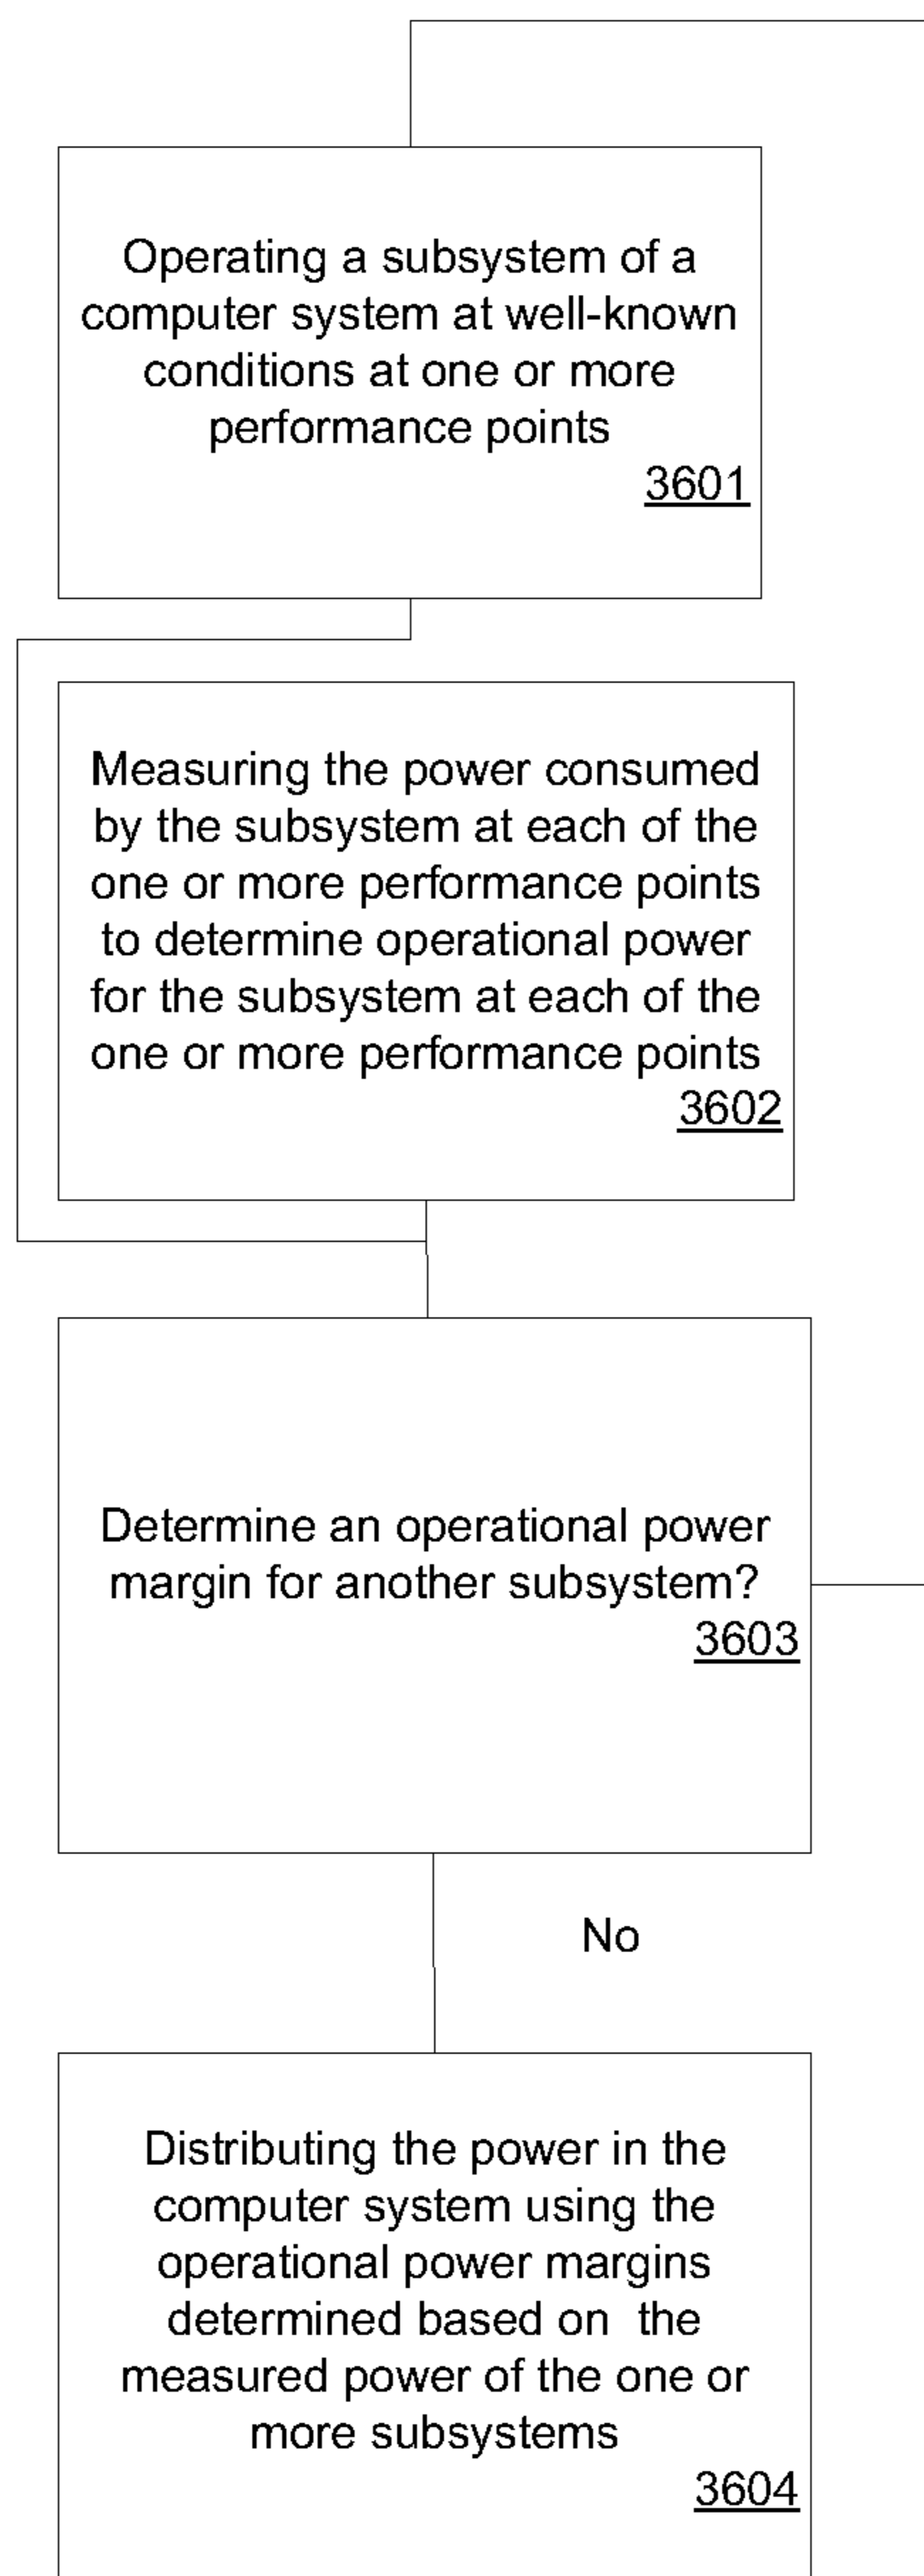 Operating a subsystem of a
computer system at well-known
conditions at one or more
performance points
3601
Measuring the power consumed
by the subsystem at each of the
one or more performance points
to determine operational power
for the subsystem at each of the
one or more performance points
3602
Determine an operational power
margin for another subsystem?
3603
No
Distributing the power in the
computer system using the
operational power margins
determined based on the
measured power of the one or
more subsystems
3604